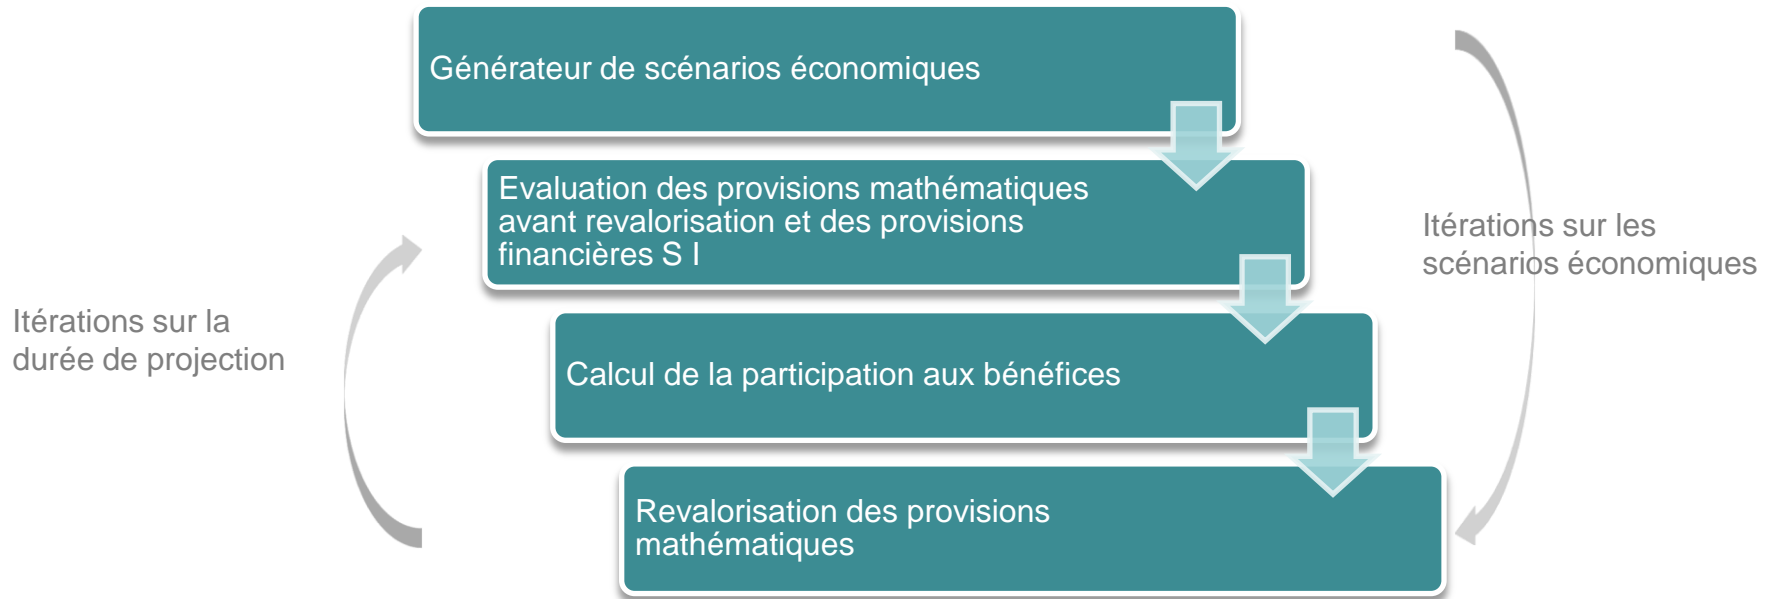 Générateur de scénarios économiques
Evaluation des provisions mathématiques
avant revalorisation et des provisions
financières S I
Itérations sur les
scénarios économiques
Itérations sur la
durée de projection
Calcul de la participation aux bénéfices
Revalorisation des provisions
mathématiques